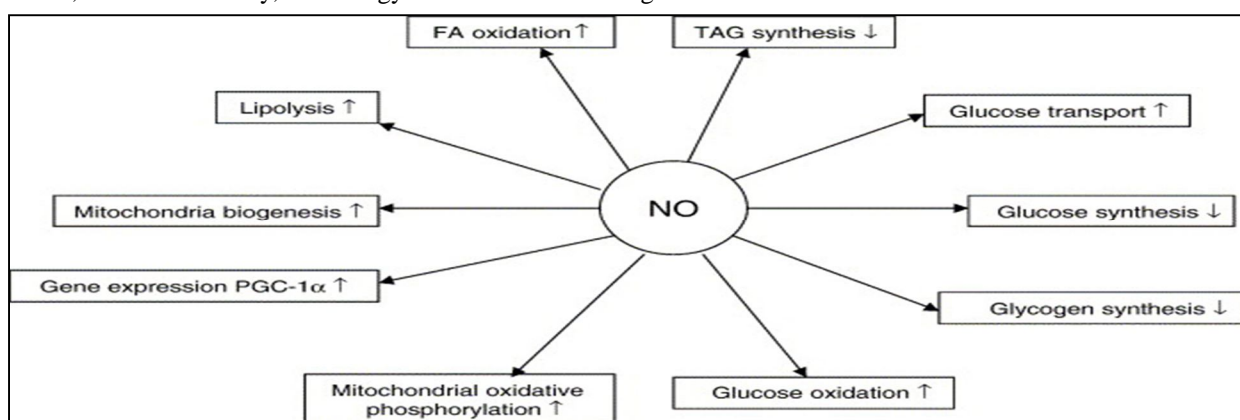 FA oxidation ↑
TAG synthesis ↓
Lipolysis ↑
Glucose transport ↑
Mitochondria biogenesis ↑
NO
Glucose synthesis ↓
Gene expression PGC-1α ↑
Glycogen synthesis ↓
Mitochondrial oxidative
phosphorylation ↑
Glucose oxidation ↑